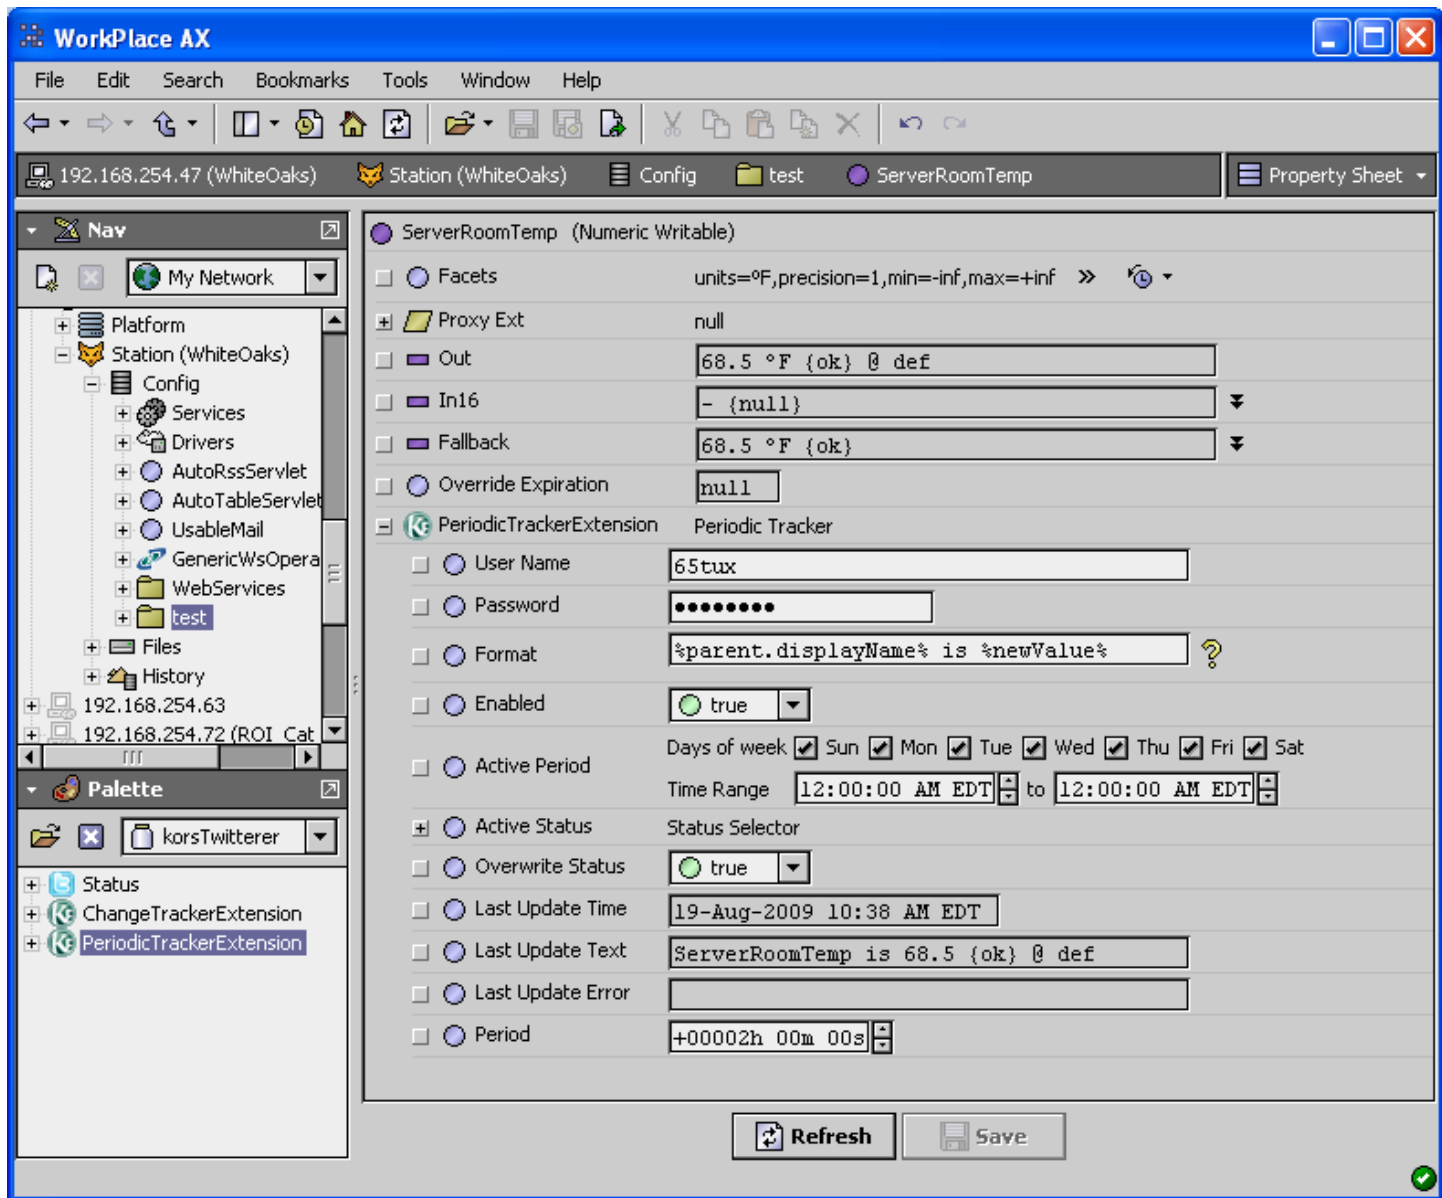 WorkPlace AX
File Edit Search Bookmarks Tools Window Help
192.168.254.47 (WhiteOaks) Station (WhiteOaks) Config test ServerRoomTemp Property Sheet
Nav
My Network
Platform
Station (WhiteOaks)
Config
Services
Drivers
AutoRssServlet
AutoTableServlet
UsableMail
GenericWsOpera
WebServices
test
Files
History
192.168.254.63
192.168.254.72 (ROI_Cat
Palette
korsTwitterer
Status
ChangeTrackerExtension
PeriodicTrackerExtension
ServerRoomTemp (Numeric Writable)
Facets units=°F,precision=1,min=-inf,max=+inf
Proxy Ext null
Out 68.5 °F {ok} @ def
In16 - {null}
Fallback 68.5 °F {ok}
Override Expiration null
PeriodicTrackerExtension Periodic Tracker
User Name 65tux
Password ●●●●●●●●
Format %parent.displayName% is %newValue% ?
Enabled true
Active Period Days of week Sun Mon Tue Wed Thu Fri Sat
Time Range 12:00:00 AM EDT to 12:00:00 AM EDT
Active Status Status Selector
Overwrite Status true
Last Update Time 19-Aug-2009 10:38 AM EDT
Last Update Text ServerRoomTemp is 68.5 {ok} @ def
Last Update Error
Period +00002h 00m 00s
Refresh Save